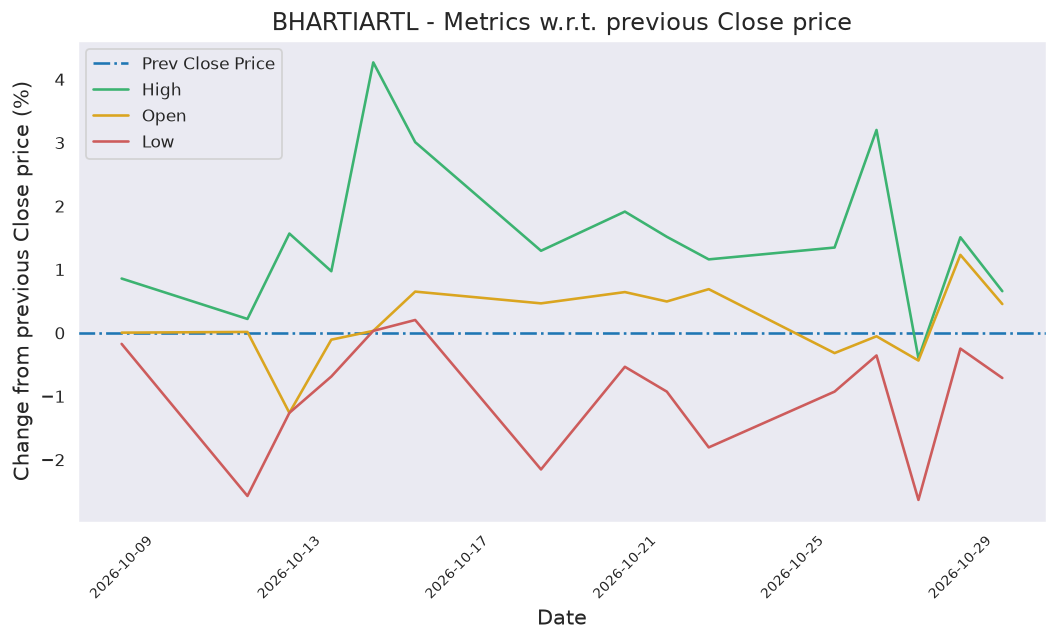 BHARTIARTL - Metrics w.r.t. previous Close price
Prev Close Price
High
Open
Low
Change from previous Close price (%)
4
3
2
1
0
−1
−2
2026-10-09
2026-10-13
2026-10-17
2026-10-21
2026-10-25
2026-10-29
Date